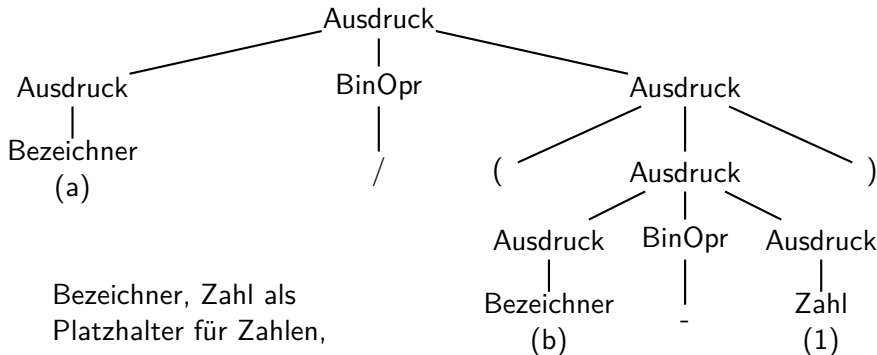 Ausdruck
Ausdruck BinOpr Ausdruck
Bezeichner
(a) / ( Ausdruck )
Ausdruck BinOpr Ausdruck
Bezeichner, Zahl als Bezeichner - Zahl
Platzhalter für Zahlen, (b) (1)